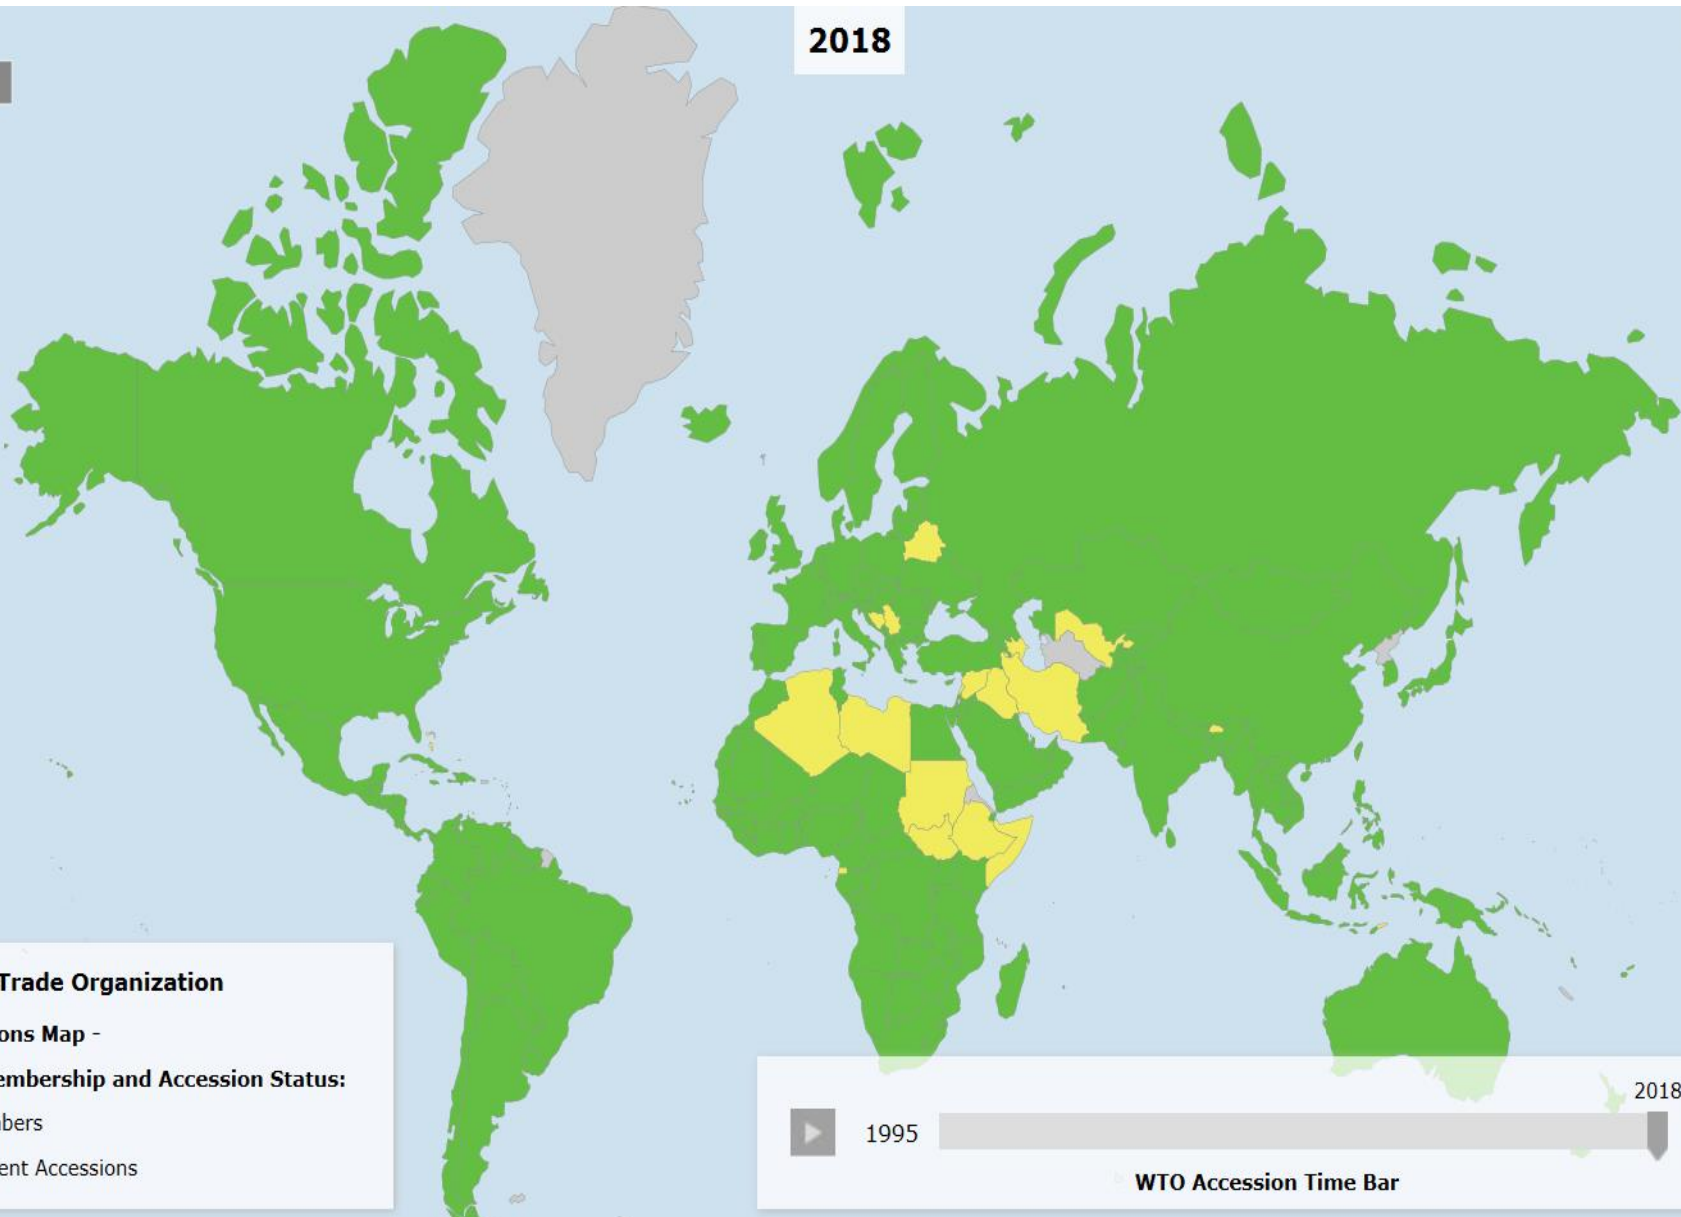 2018
Trade Organization
ons Map -
embership and Accession Status:
bers
ent Accessions
2018
1995
WTO Accession Time Bar